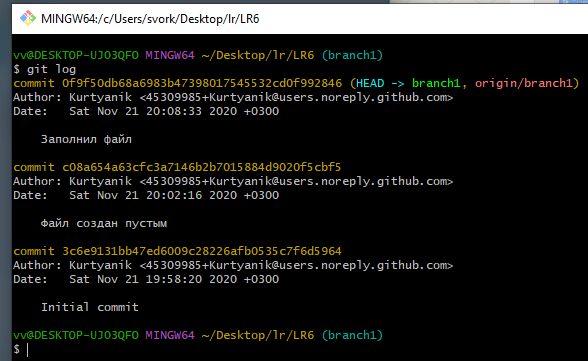 MINGW64:/c/Users/svork/Desktop/lr/LR6
vv@DESKTOP-UJO3QFO MINGW64 ~/Desktop/lr/LR6 (branch1)
$ git log
commit 0f9f50db68a6983b47398017545532cd0f992846 (HEAD -> branch1, origin/branch1)
Author: Kurtyanik <45309985+Kurtyanik@users.noreply.github.com>
Date:   Sat Nov 21 20:08:33 2020 +0300
    Заполнил файл
commit c08a654a63cfc3a7146b2b7015884d9020f5cbf5
Author: Kurtyanik <45309985+Kurtyanik@users.noreply.github.com>
Date:   Sat Nov 21 20:02:16 2020 +0300
    Файл создан пустым
commit 3c6e9131bb47ed6009c28226afb0535c7f6d5964
Author: Kurtyanik <45309985+Kurtyanik@users.noreply.github.com>
Date:   Sat Nov 21 19:58:20 2020 +0300
    Initial commit
vv@DESKTOP-UJO3QFO MINGW64 ~/Desktop/lr/LR6 (branch1)
$